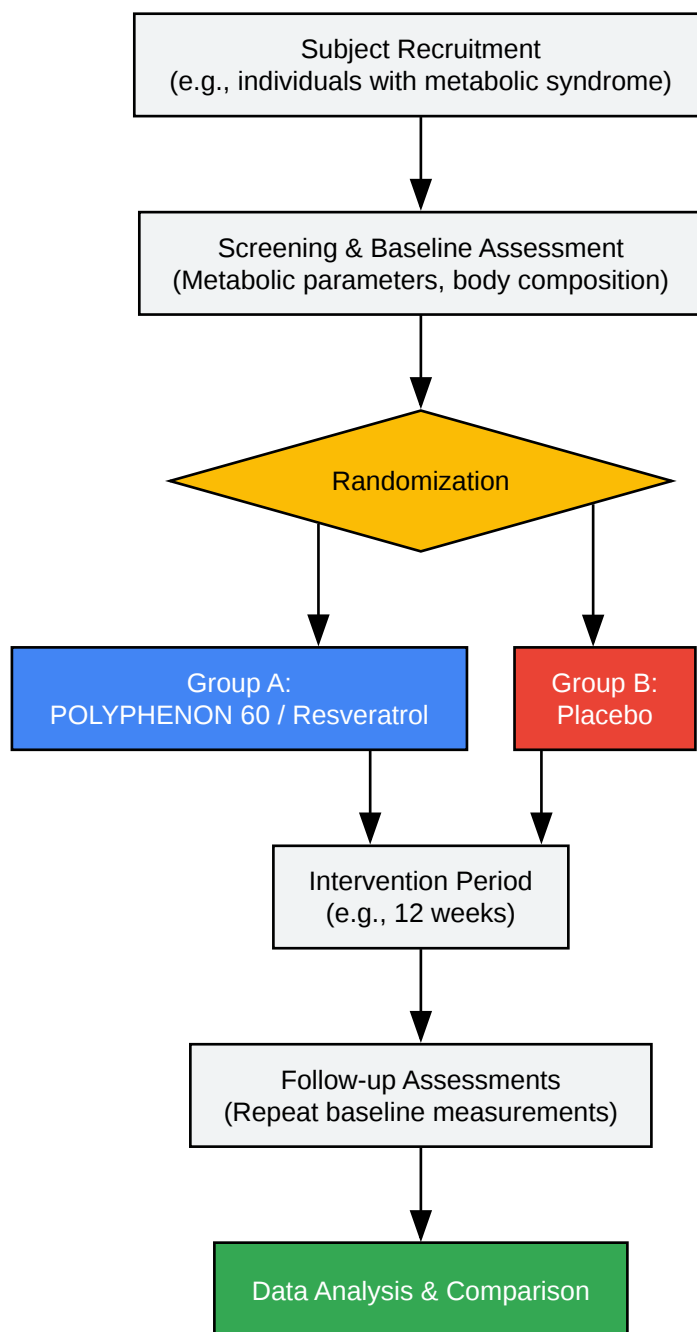 Subject Recruitment
(e.g., individuals with metabolic syndrome)
Screening & Baseline Assessment
(Metabolic parameters, body composition)
Randomization
Group A:
POLYPHENON 60 / Resveratrol
Group B:
Placebo
Intervention Period
(e.g., 12 weeks)
Follow-up Assessments
(Repeat baseline measurements)
Data Analysis & Comparison